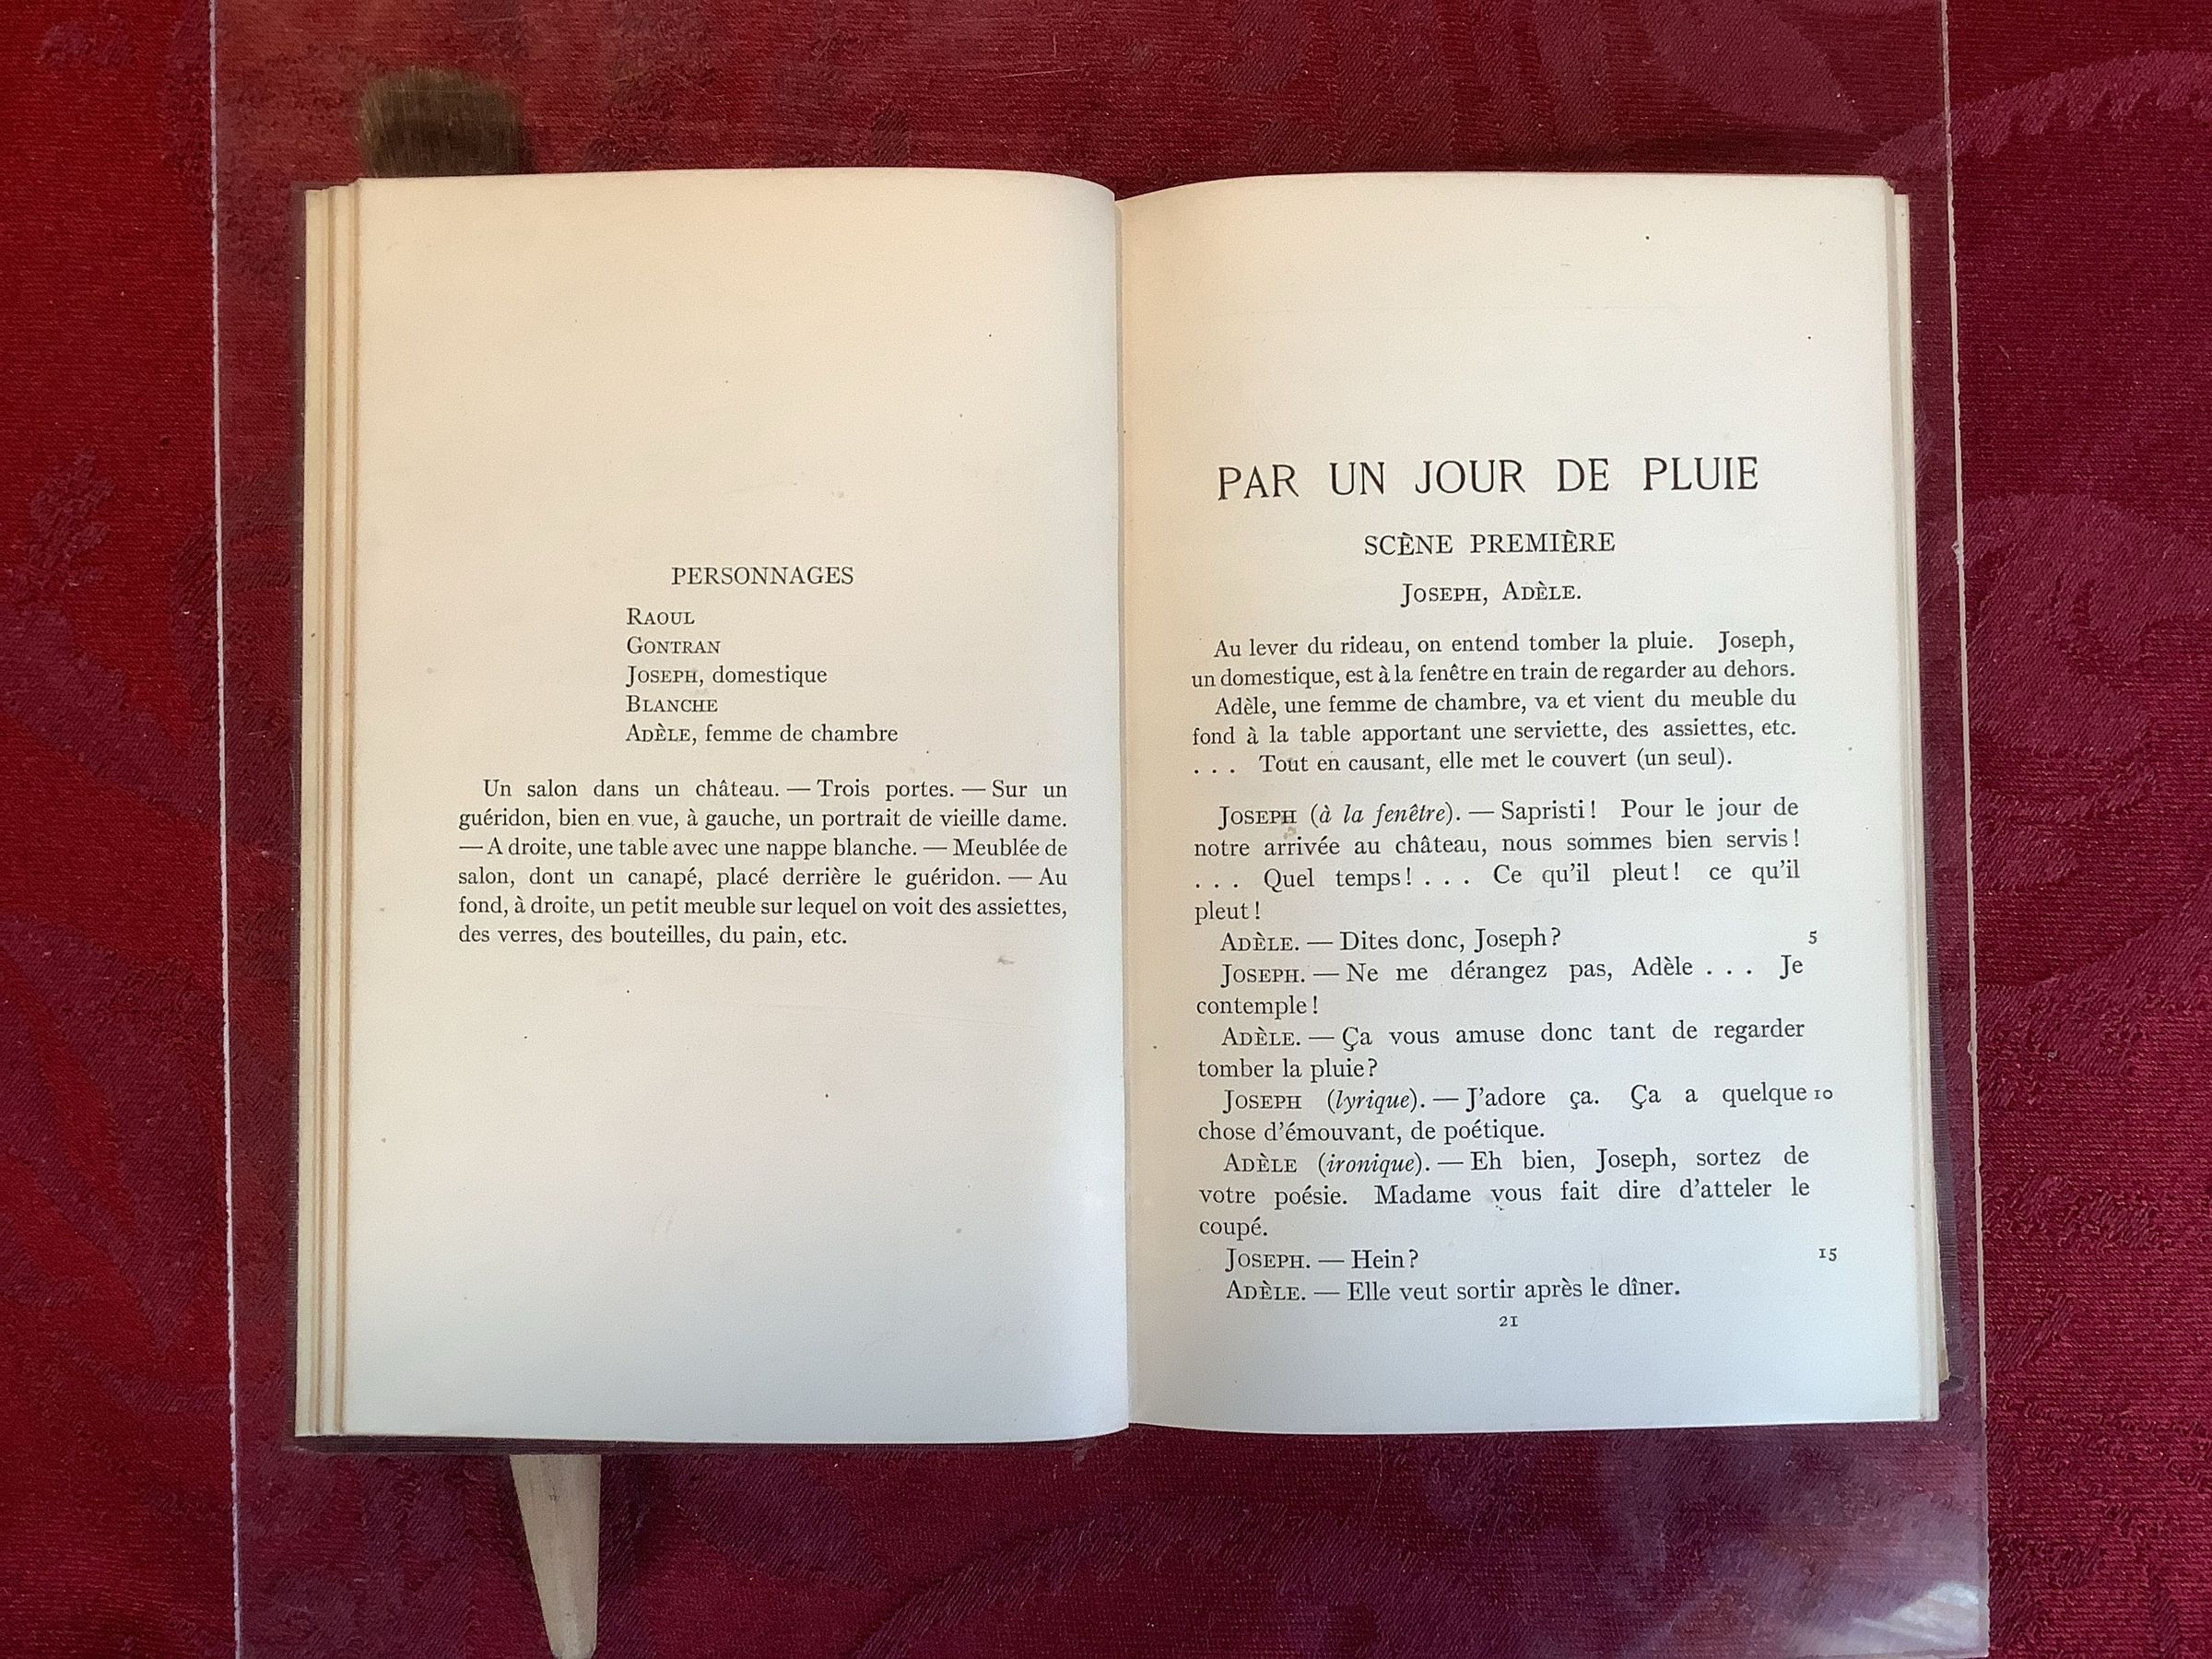 PERSONNAGES
RAOUL
GONTRAN
JOSEPH, domestique
BLANCHE
ADÈLE, femme de chambre
Un salon dans un château. — Trois portes. — Sur un
guéridon, bien en vue, à gauche, un portrait de vieille dame.
— A droite, une table avec une nappe blanche. — Meublée de
salon, dont un canapé, placé derrière le guéridon. — Au
fond, à droite, un petit meuble sur lequel on voit des assiettes,
des verres, des bouteilles, du pain, etc.
PAR UN JOUR DE PLUIE
SCÈNE PREMIÈRE
JOSEPH, ADÈLE.
Au lever du rideau, on entend tomber la pluie. Joseph,
un domestique, est à la fenêtre en train de regarder au dehors.
Adèle, une femme de chambre, va et vient du meuble du
fond à la table apportant une serviette, des assiettes, etc.
. . . Tout en causant, elle met le couvert (un seul).
JOSEPH (à la fenêtre). — Sapristi! Pour le jour de
notre arrivée au château, nous sommes bien servis!
. . . Quel temps! . . . Ce qu'il pleut! ce qu'il
pleut!
ADÈLE. — Dites donc, Joseph? 5
JOSEPH. — Ne me dérangez pas, Adèle . . . Je
contemple!
ADÈLE. — Ça vous amuse donc tant de regarder
tomber la pluie?
JOSEPH (lyrique). — J'adore ça. Ça a quelque 10
chose d'émouvant, de poétique.
ADÈLE (ironique). — Eh bien, Joseph, sortez de
votre poésie. Madame vous fait dire d'atteler le
coupé.
JOSEPH. — Hein? 15
ADÈLE. — Elle veut sortir après le dîner.
21